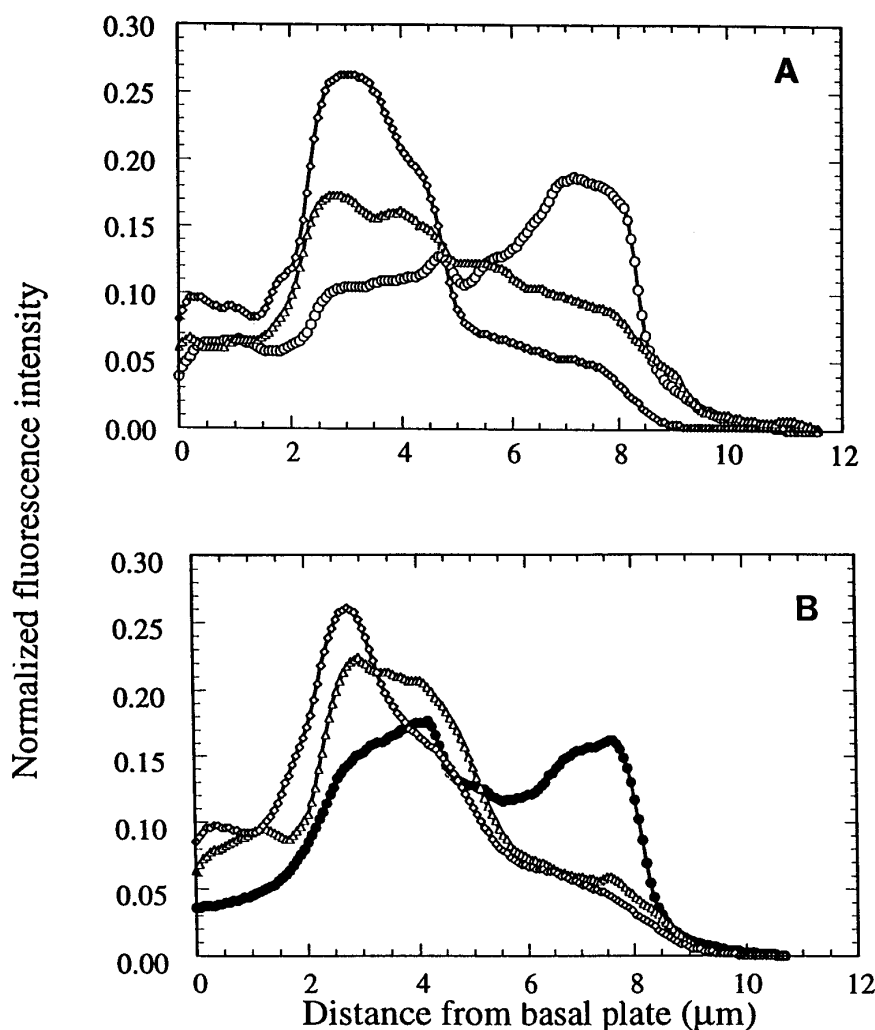 0.30
A
0.25
0.20
0.15
0.10
0.05
0.00
0 2 4 6 8 10 12
Normalized fluorescence intensity
0.30
B
0.25
0.20
0.15
0.10
0.05
0.00
0 2 4 6 8 10 12
Distance from basal plate (μm)